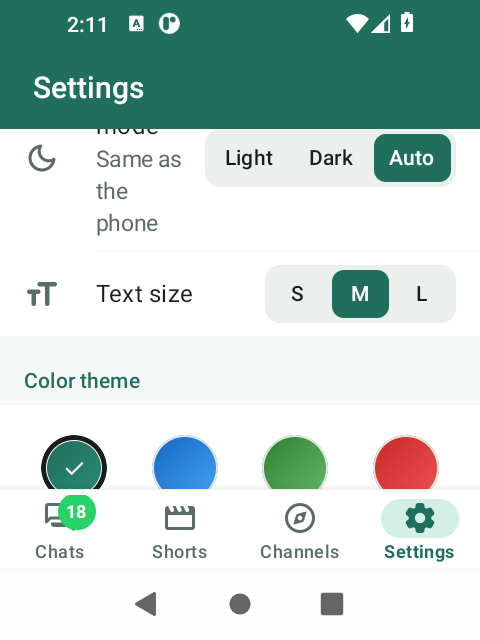 2:11
Settings
mode
Same as
the
phone
Light Dark Auto
Text size
S M L
Color theme
18
Chats Shorts Channels Settings